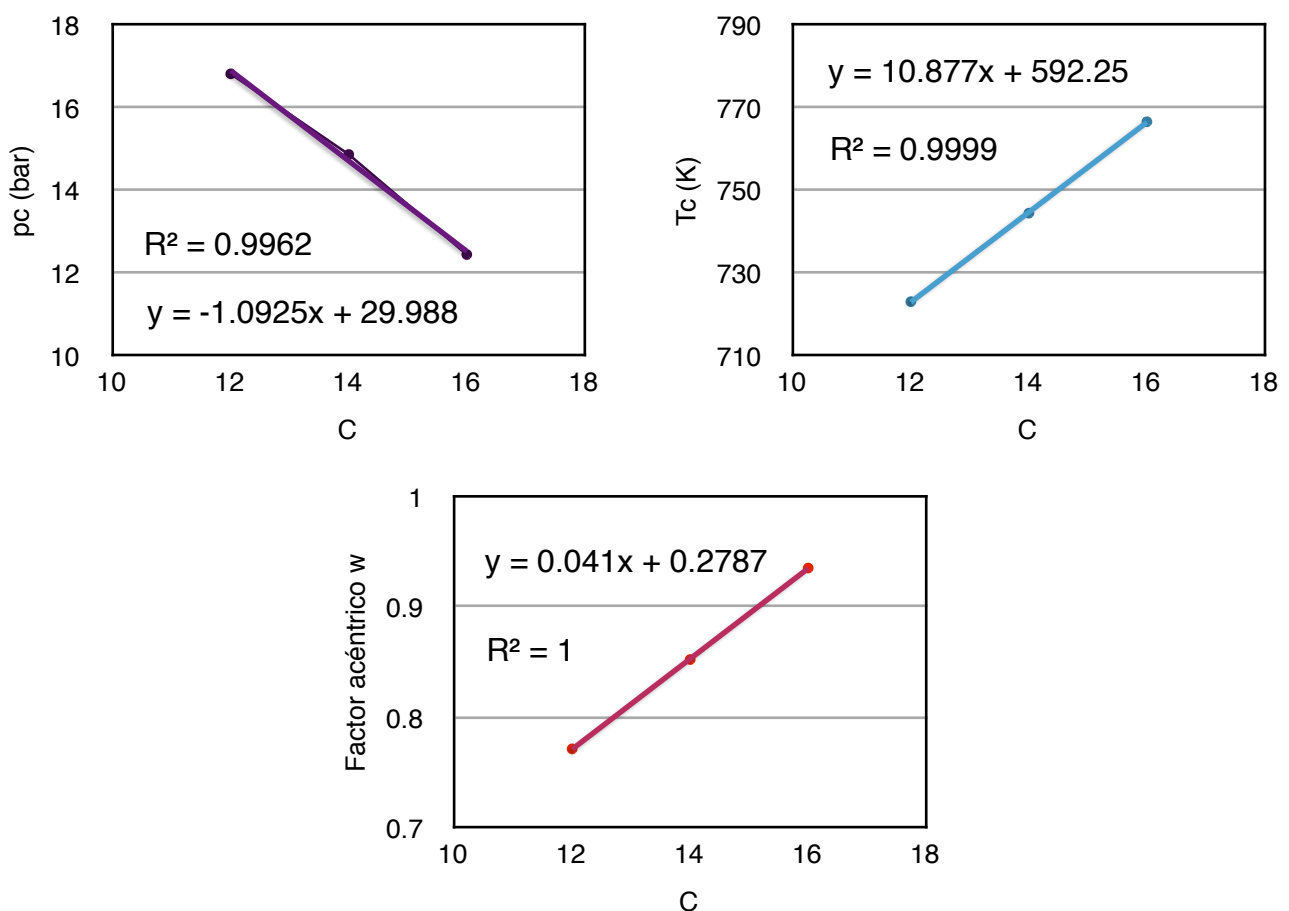 18
16
14
12
10
pc (bar)
R² = 0.9962
y = -1.0925x + 29.988
10 12 14 16 18
C
790
770
750
730
710
Tc (K)
y = 10.877x + 592.25
R² = 0.9999
10 12 14 16 18
C
1
0.9
0.8
0.7
Factor acéntrico w
y = 0.041x + 0.2787
R² = 1
10 12 14 16 18
C